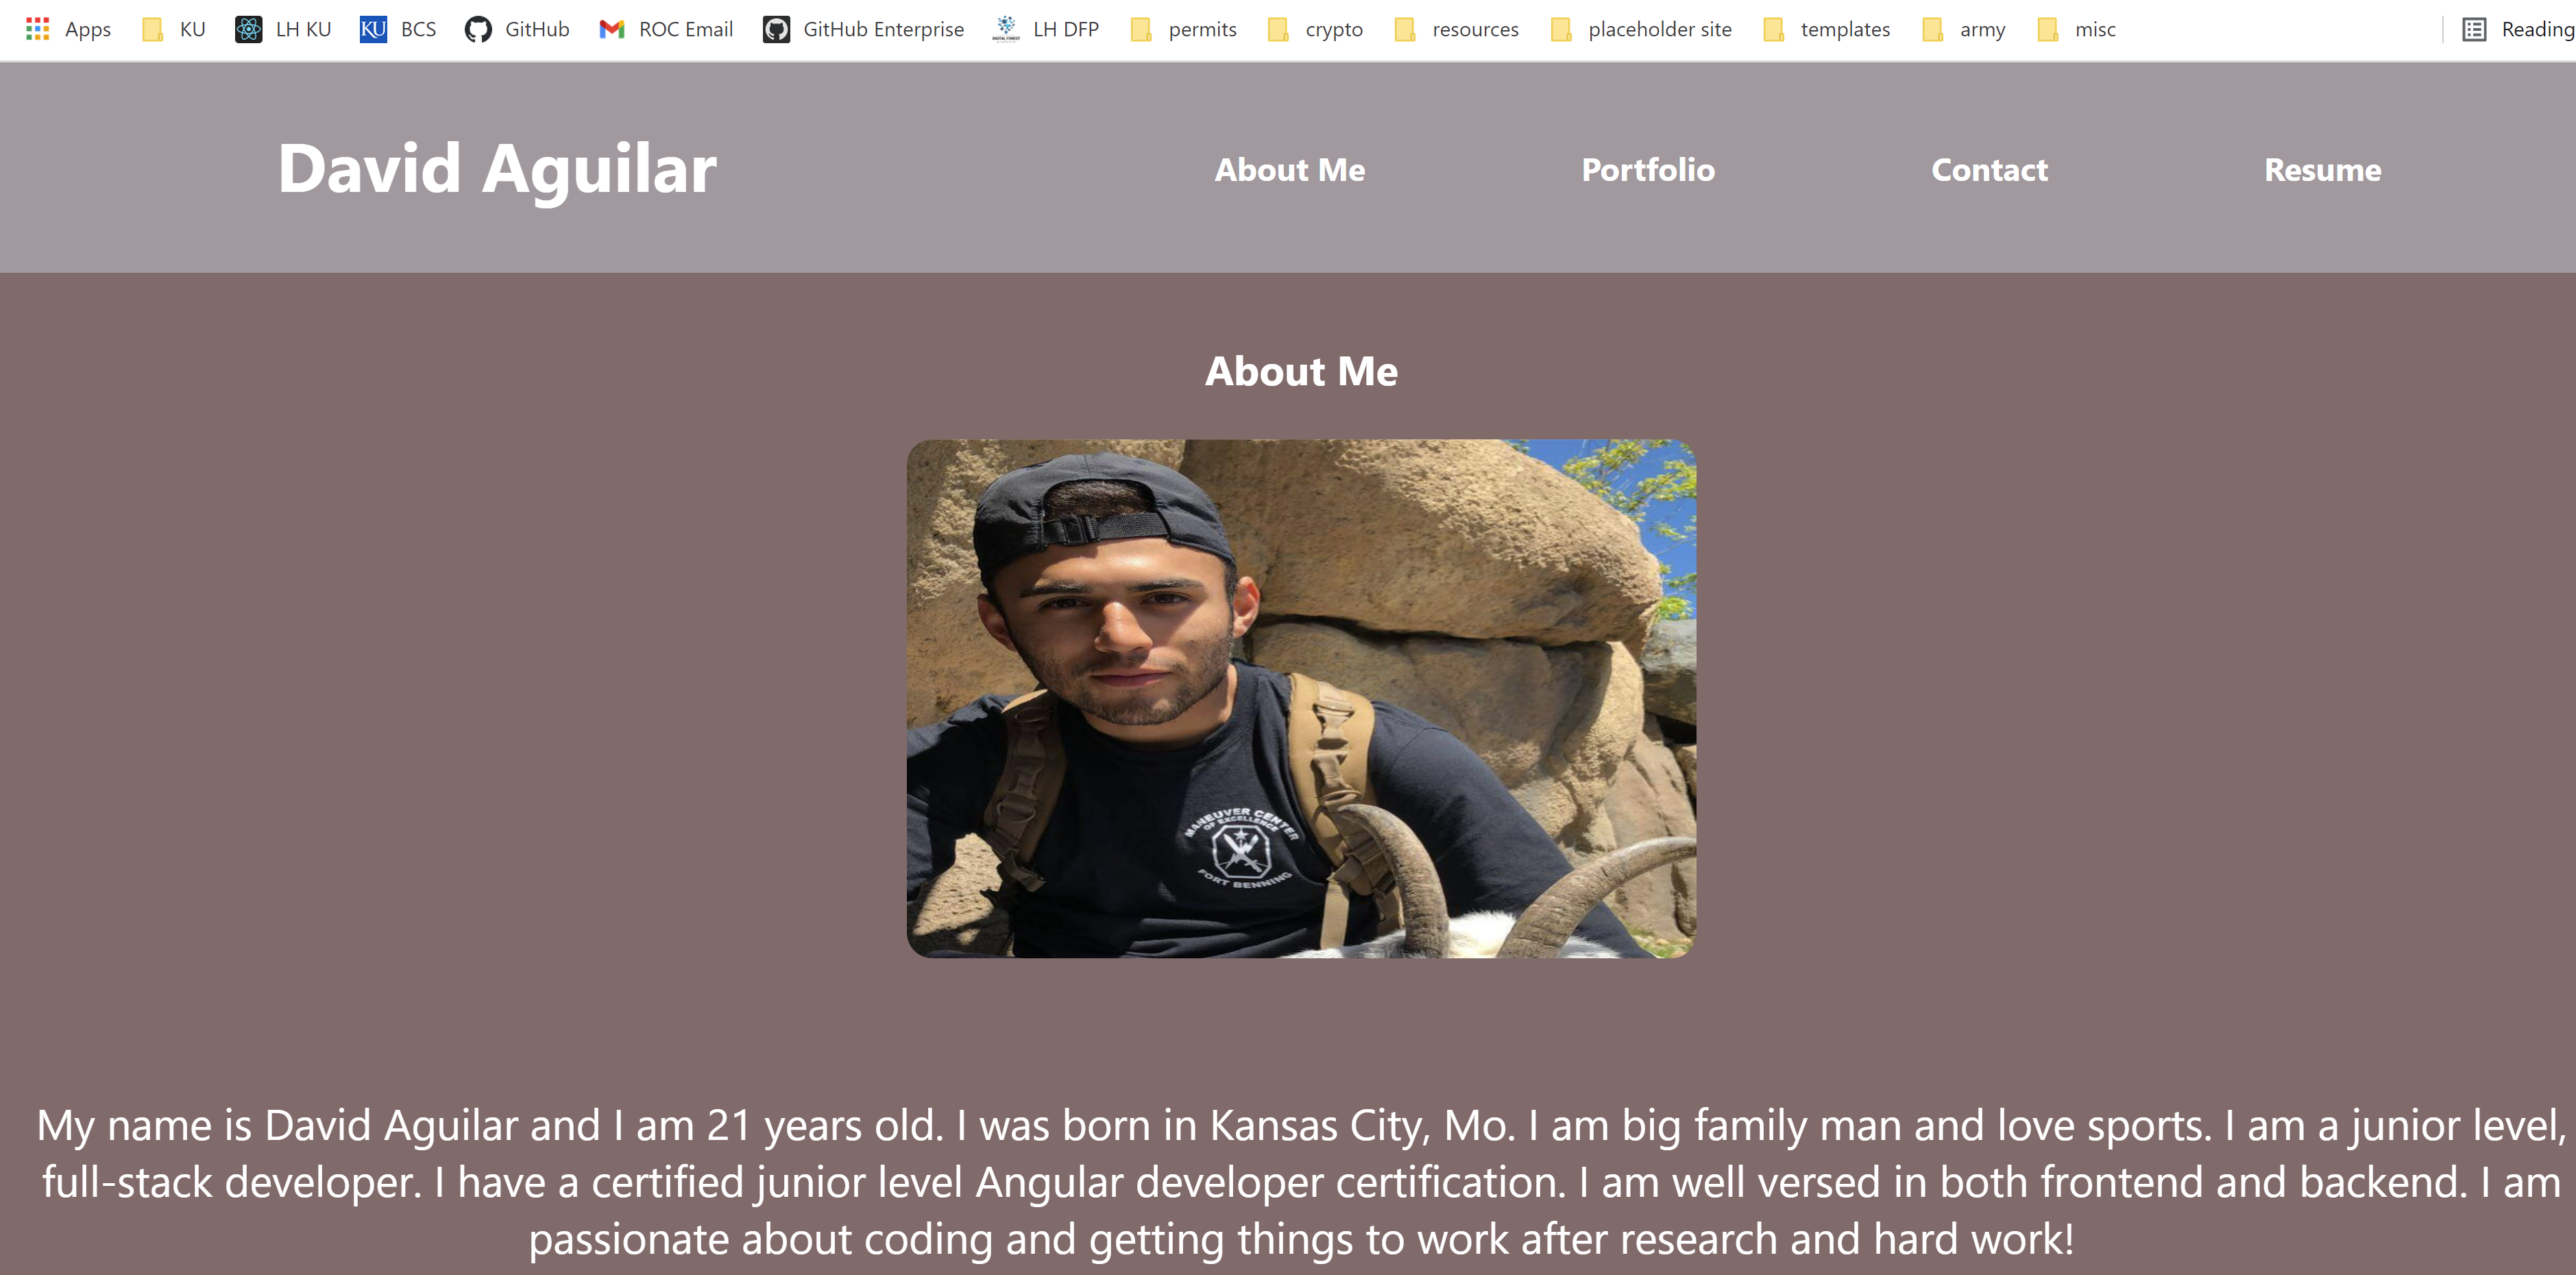 Apps KU LH KU BCS GitHub ROC Email GitHub Enterprise LH DFP permits crypto resources placeholder site templates army misc Reading
David Aguilar About Me Portfolio Contact Resume
About Me
MANEUVER CENTER
OF EXCELLENCE
FORT BENNING
My name is David Aguilar and I am 21 years old. I was born in Kansas City, Mo. I am big family man and love sports. I am a junior level,
full-stack developer. I have a certified junior level Angular developer certification. I am well versed in both frontend and backend. I am
passionate about coding and getting things to work after research and hard work!